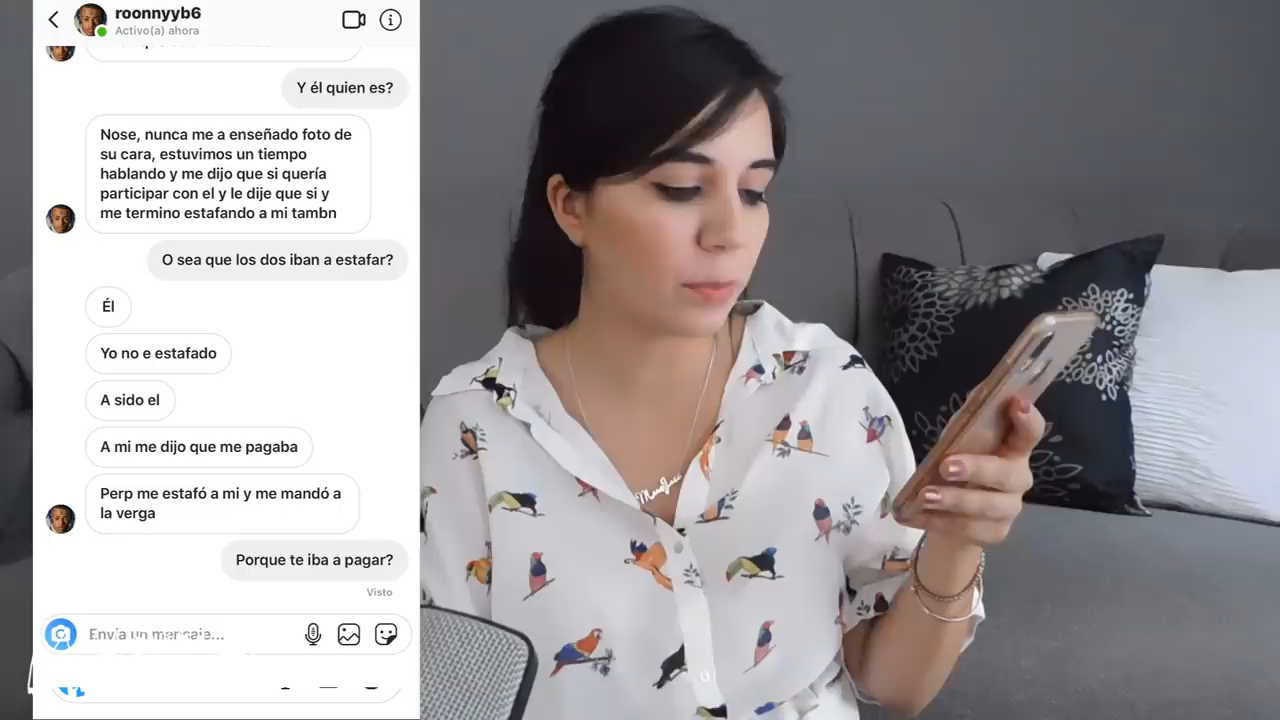 roonnyyb6
Activo(a) ahora
Y él quien es?
Nose, nunca me a enseñado foto de
su cara, estuvimos un tiempo
hablando y me dijo que si quería
participar con el y le dije que si y
me termino estafando a mi tambn
O sea que los dos iban a estafar?
Él
Yo no e estafado
A sido el
A mi me dijo que me pagaba
Perp me estafó a mi y me mandó a
la verga
Porque te iba a pagar?
Visto
Envía un mensaje...